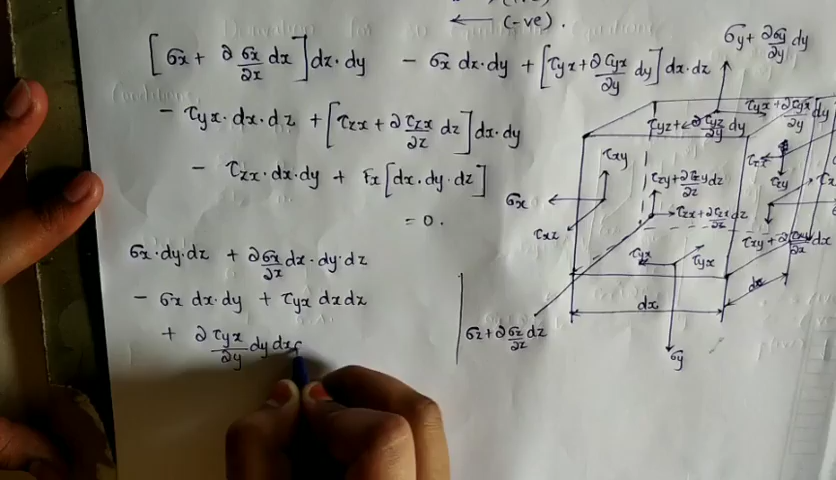 ← (-ve).
[σx + ∂σx/∂x dx] dz·dy - σx dz·dy + [τyx + ∂τyx/∂y dy] dx·dz
- τyx·dx·dz + [τzx + ∂τzx/∂z dz] dx·dy
- τzx·dx·dy + Fx [dx·dy·dz]
= 0.
σx·dy·dz + ∂σx/∂x dx·dy·dz
- σx dx·dy + τyx dxdz
+ ∂τyx/∂y dy dx
σy + ∂σy/∂y dy
τyx + ∂τyx/∂y dy
τyz + ∂τyz/∂y dy
τxy
τzy + ∂τzy/∂z dz
σx
τzy
τzx + ∂τzx/∂z dz
τxz
τxy + ∂τxy/∂x dx
τyx
dx
dx
σz + ∂σz/∂z dz
σy